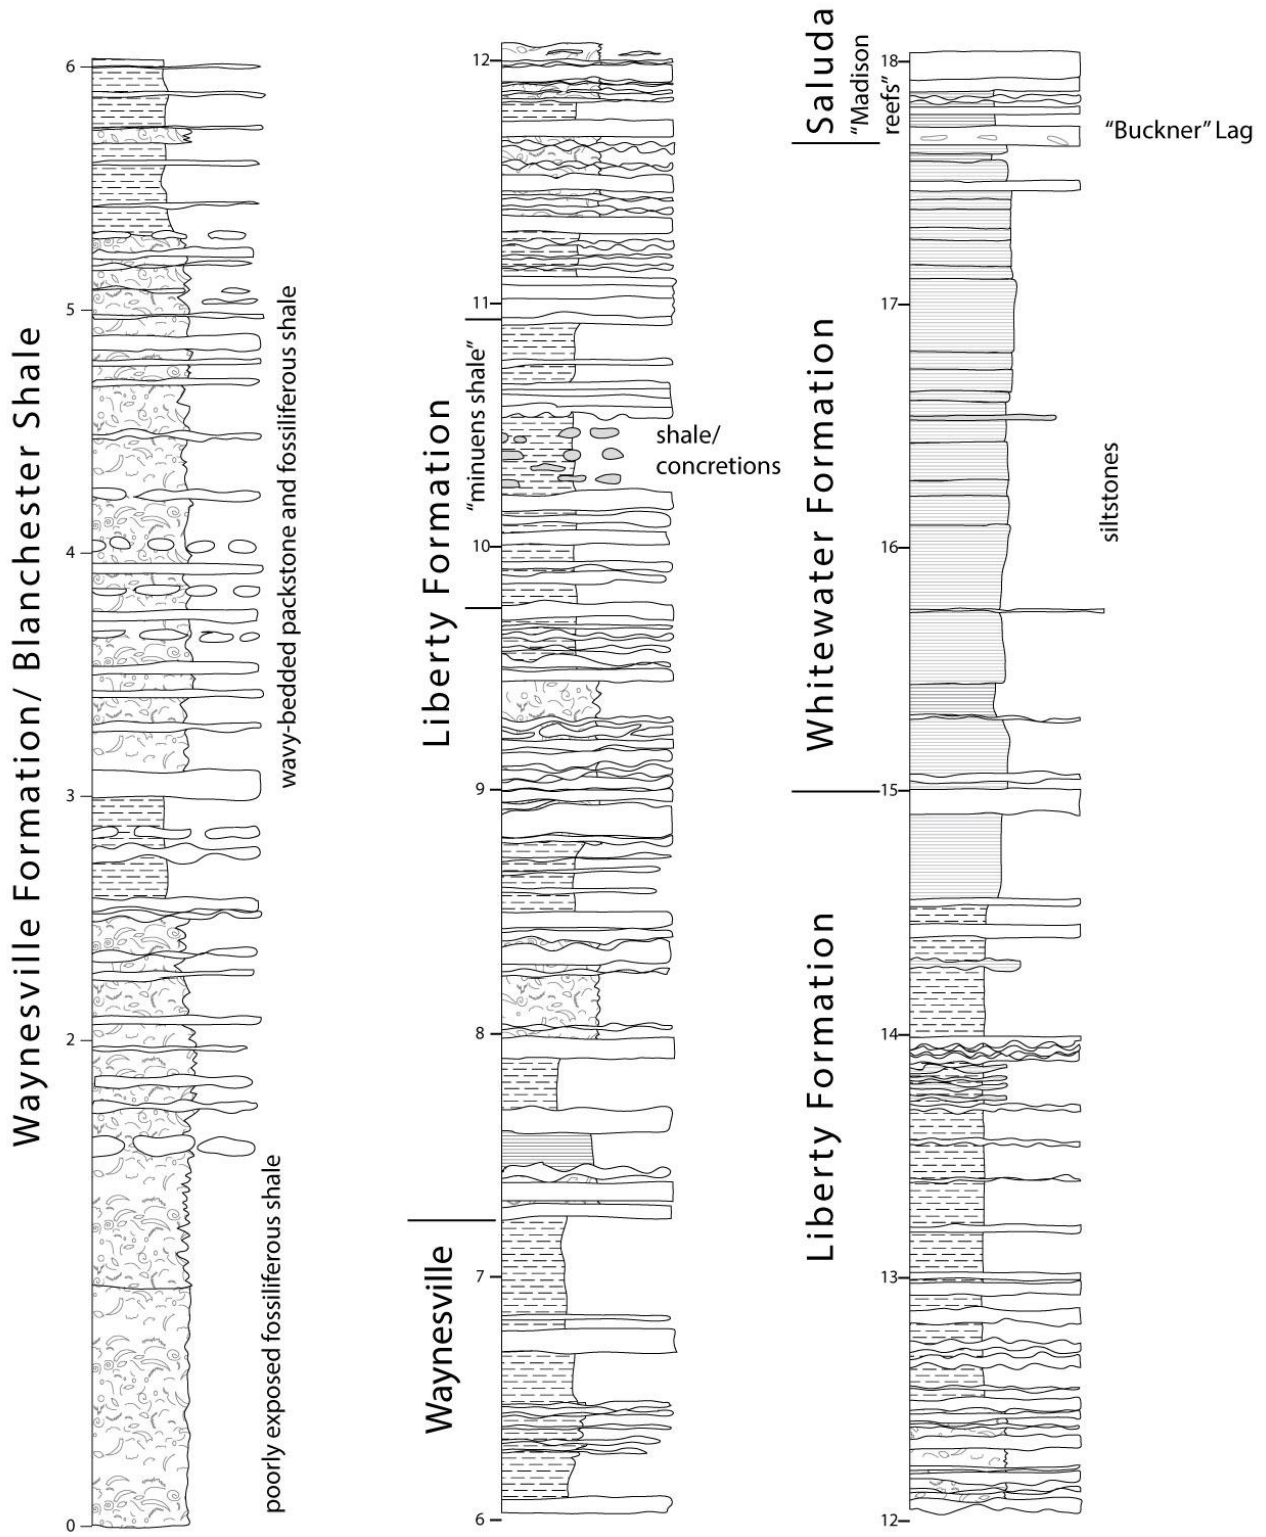 Waynesville Formation/ Blanchester Shale
6
5
4
3
2
0
wavy-bedded packstone and fossiliferous shale
poorly exposed fossiliferous shale
Liberty Formation
"minuens shale"
Waynesville
12
11
10
9
8
7
6
shale/
concretions
Saluda
"Madison
reefs"
Whitewater Formation
Liberty Formation
18
17
16
15
14
13
12
"Buckner" Lag
siltstones